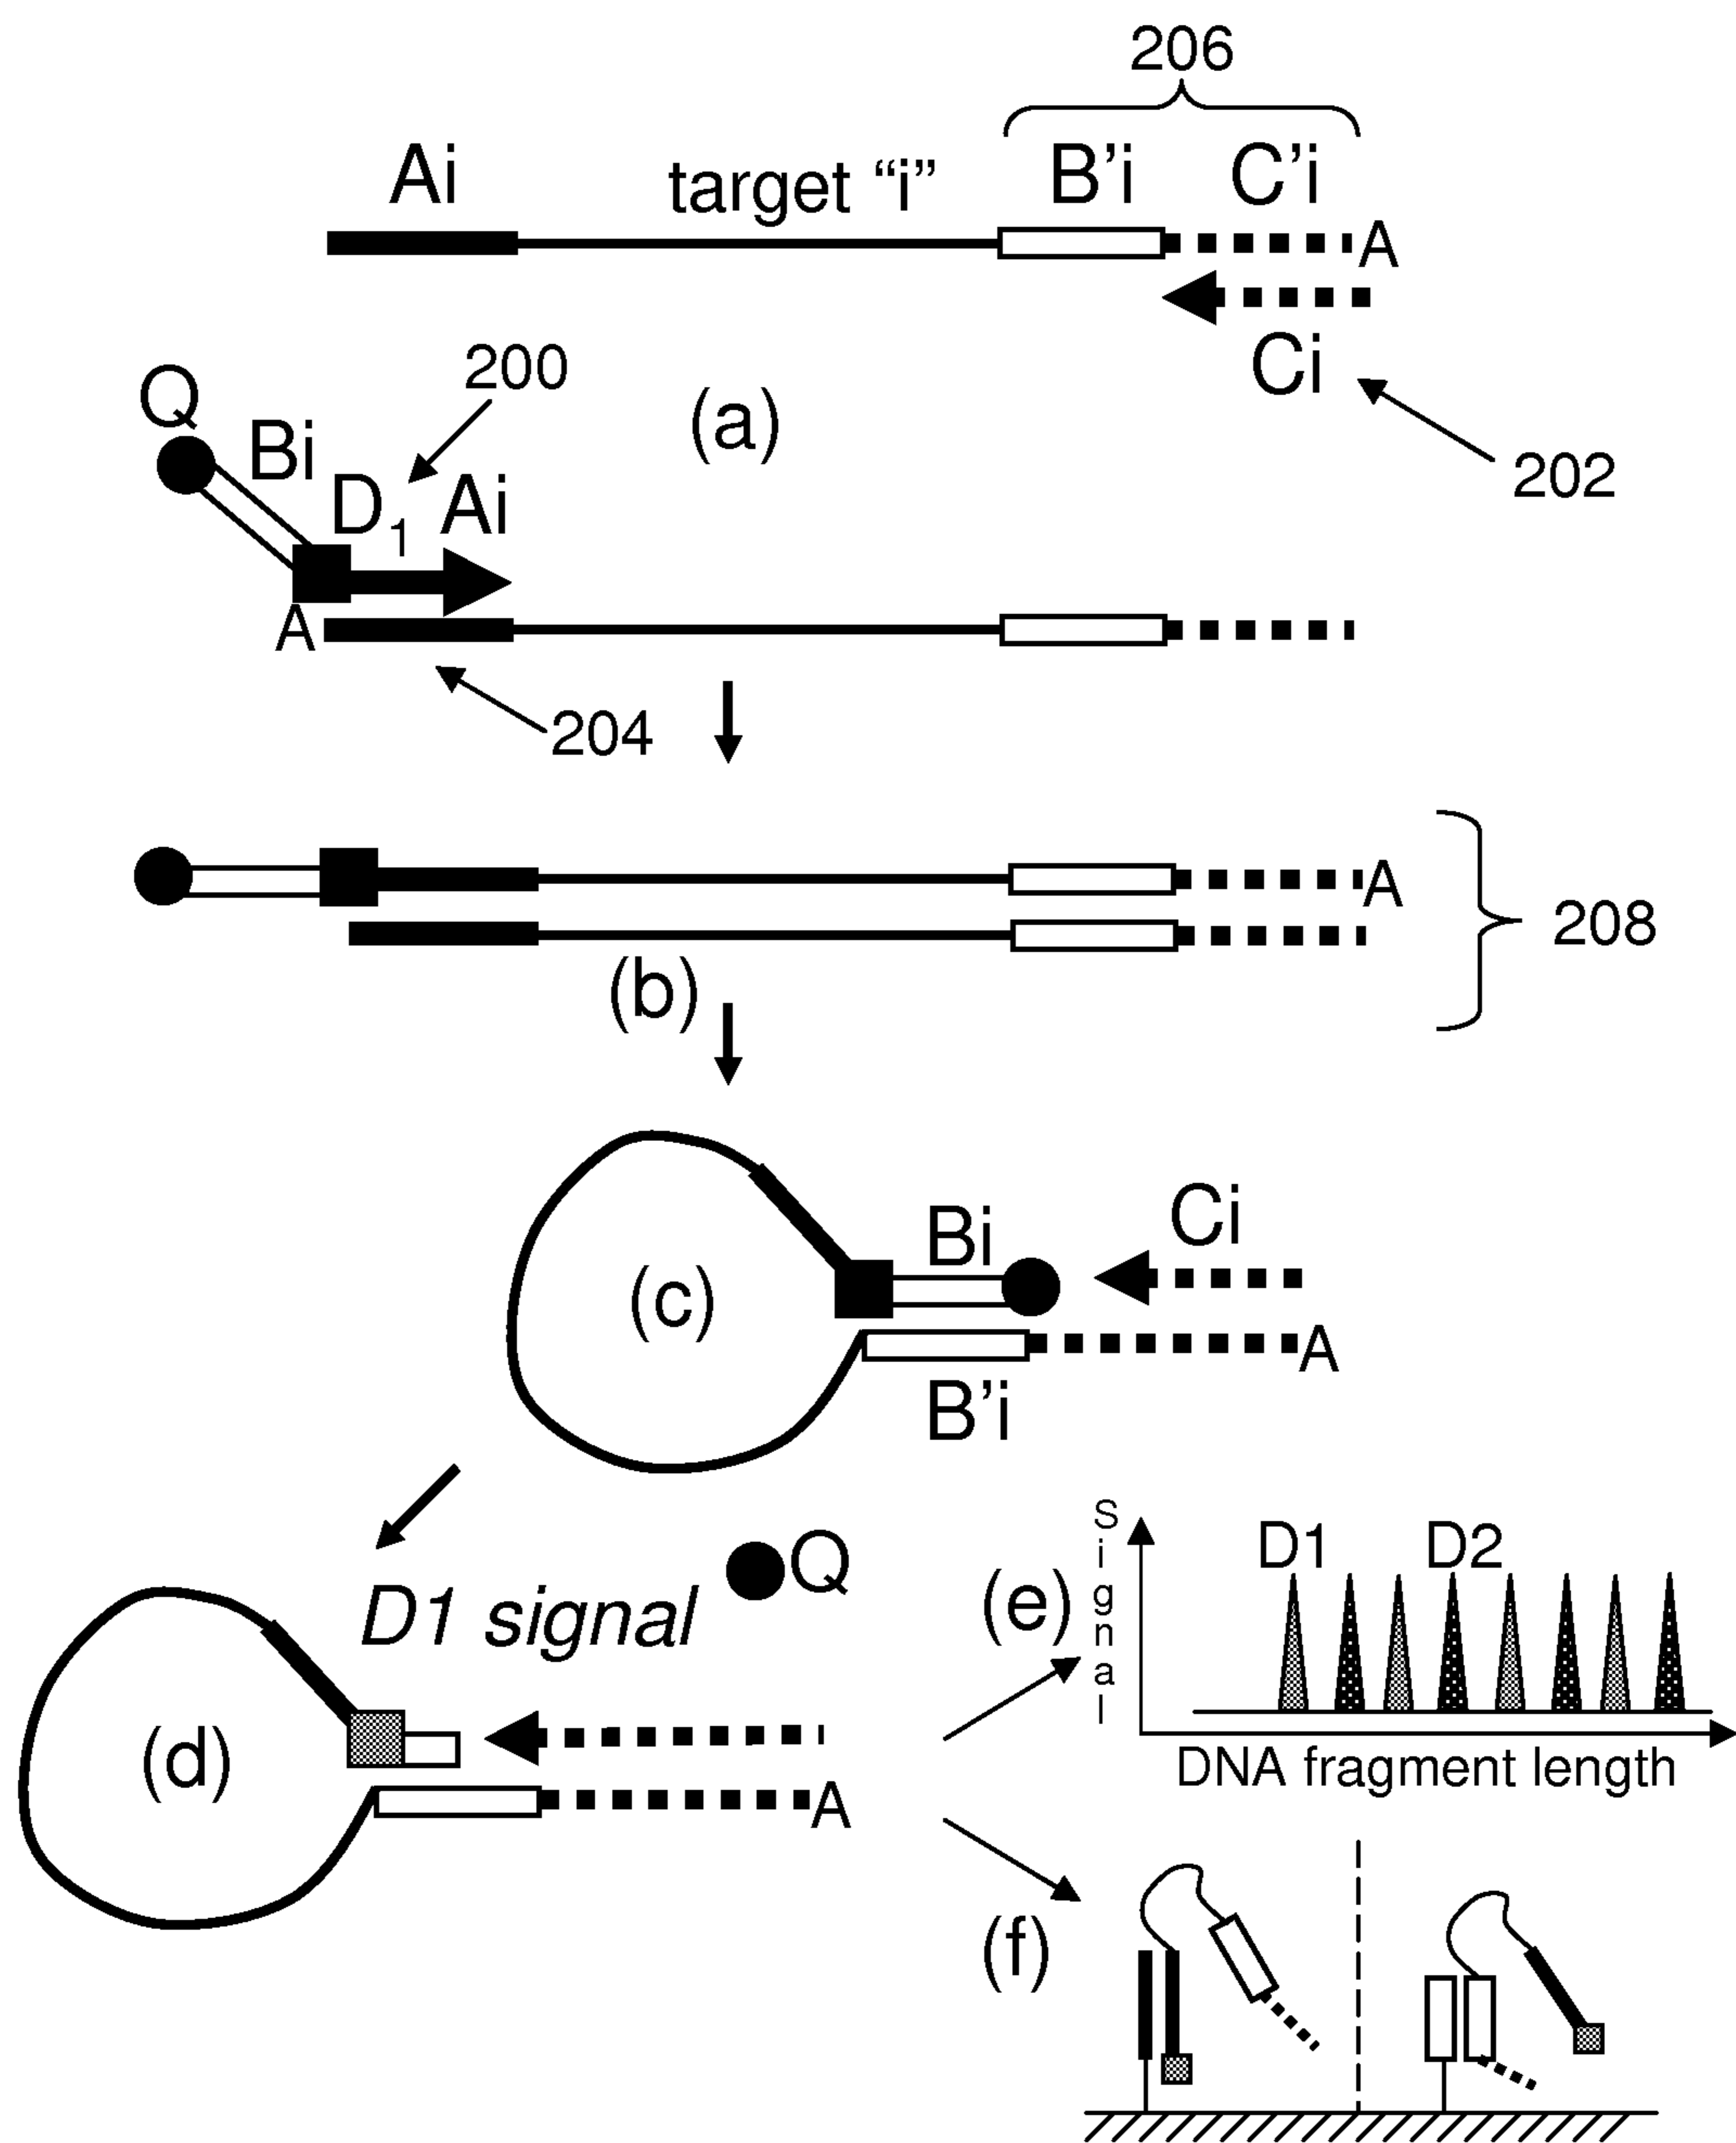 206
Ai target “i” B’i C’i
A
Ci
202
200
Q
Bi
(a)
D1 Ai
A
204
A
208
(b)
Ci
Bi
(c)
A
B’i
Signal
D1 D2
Q
(e)
D1 signal
(d)
DNA fragment length
A
(f)